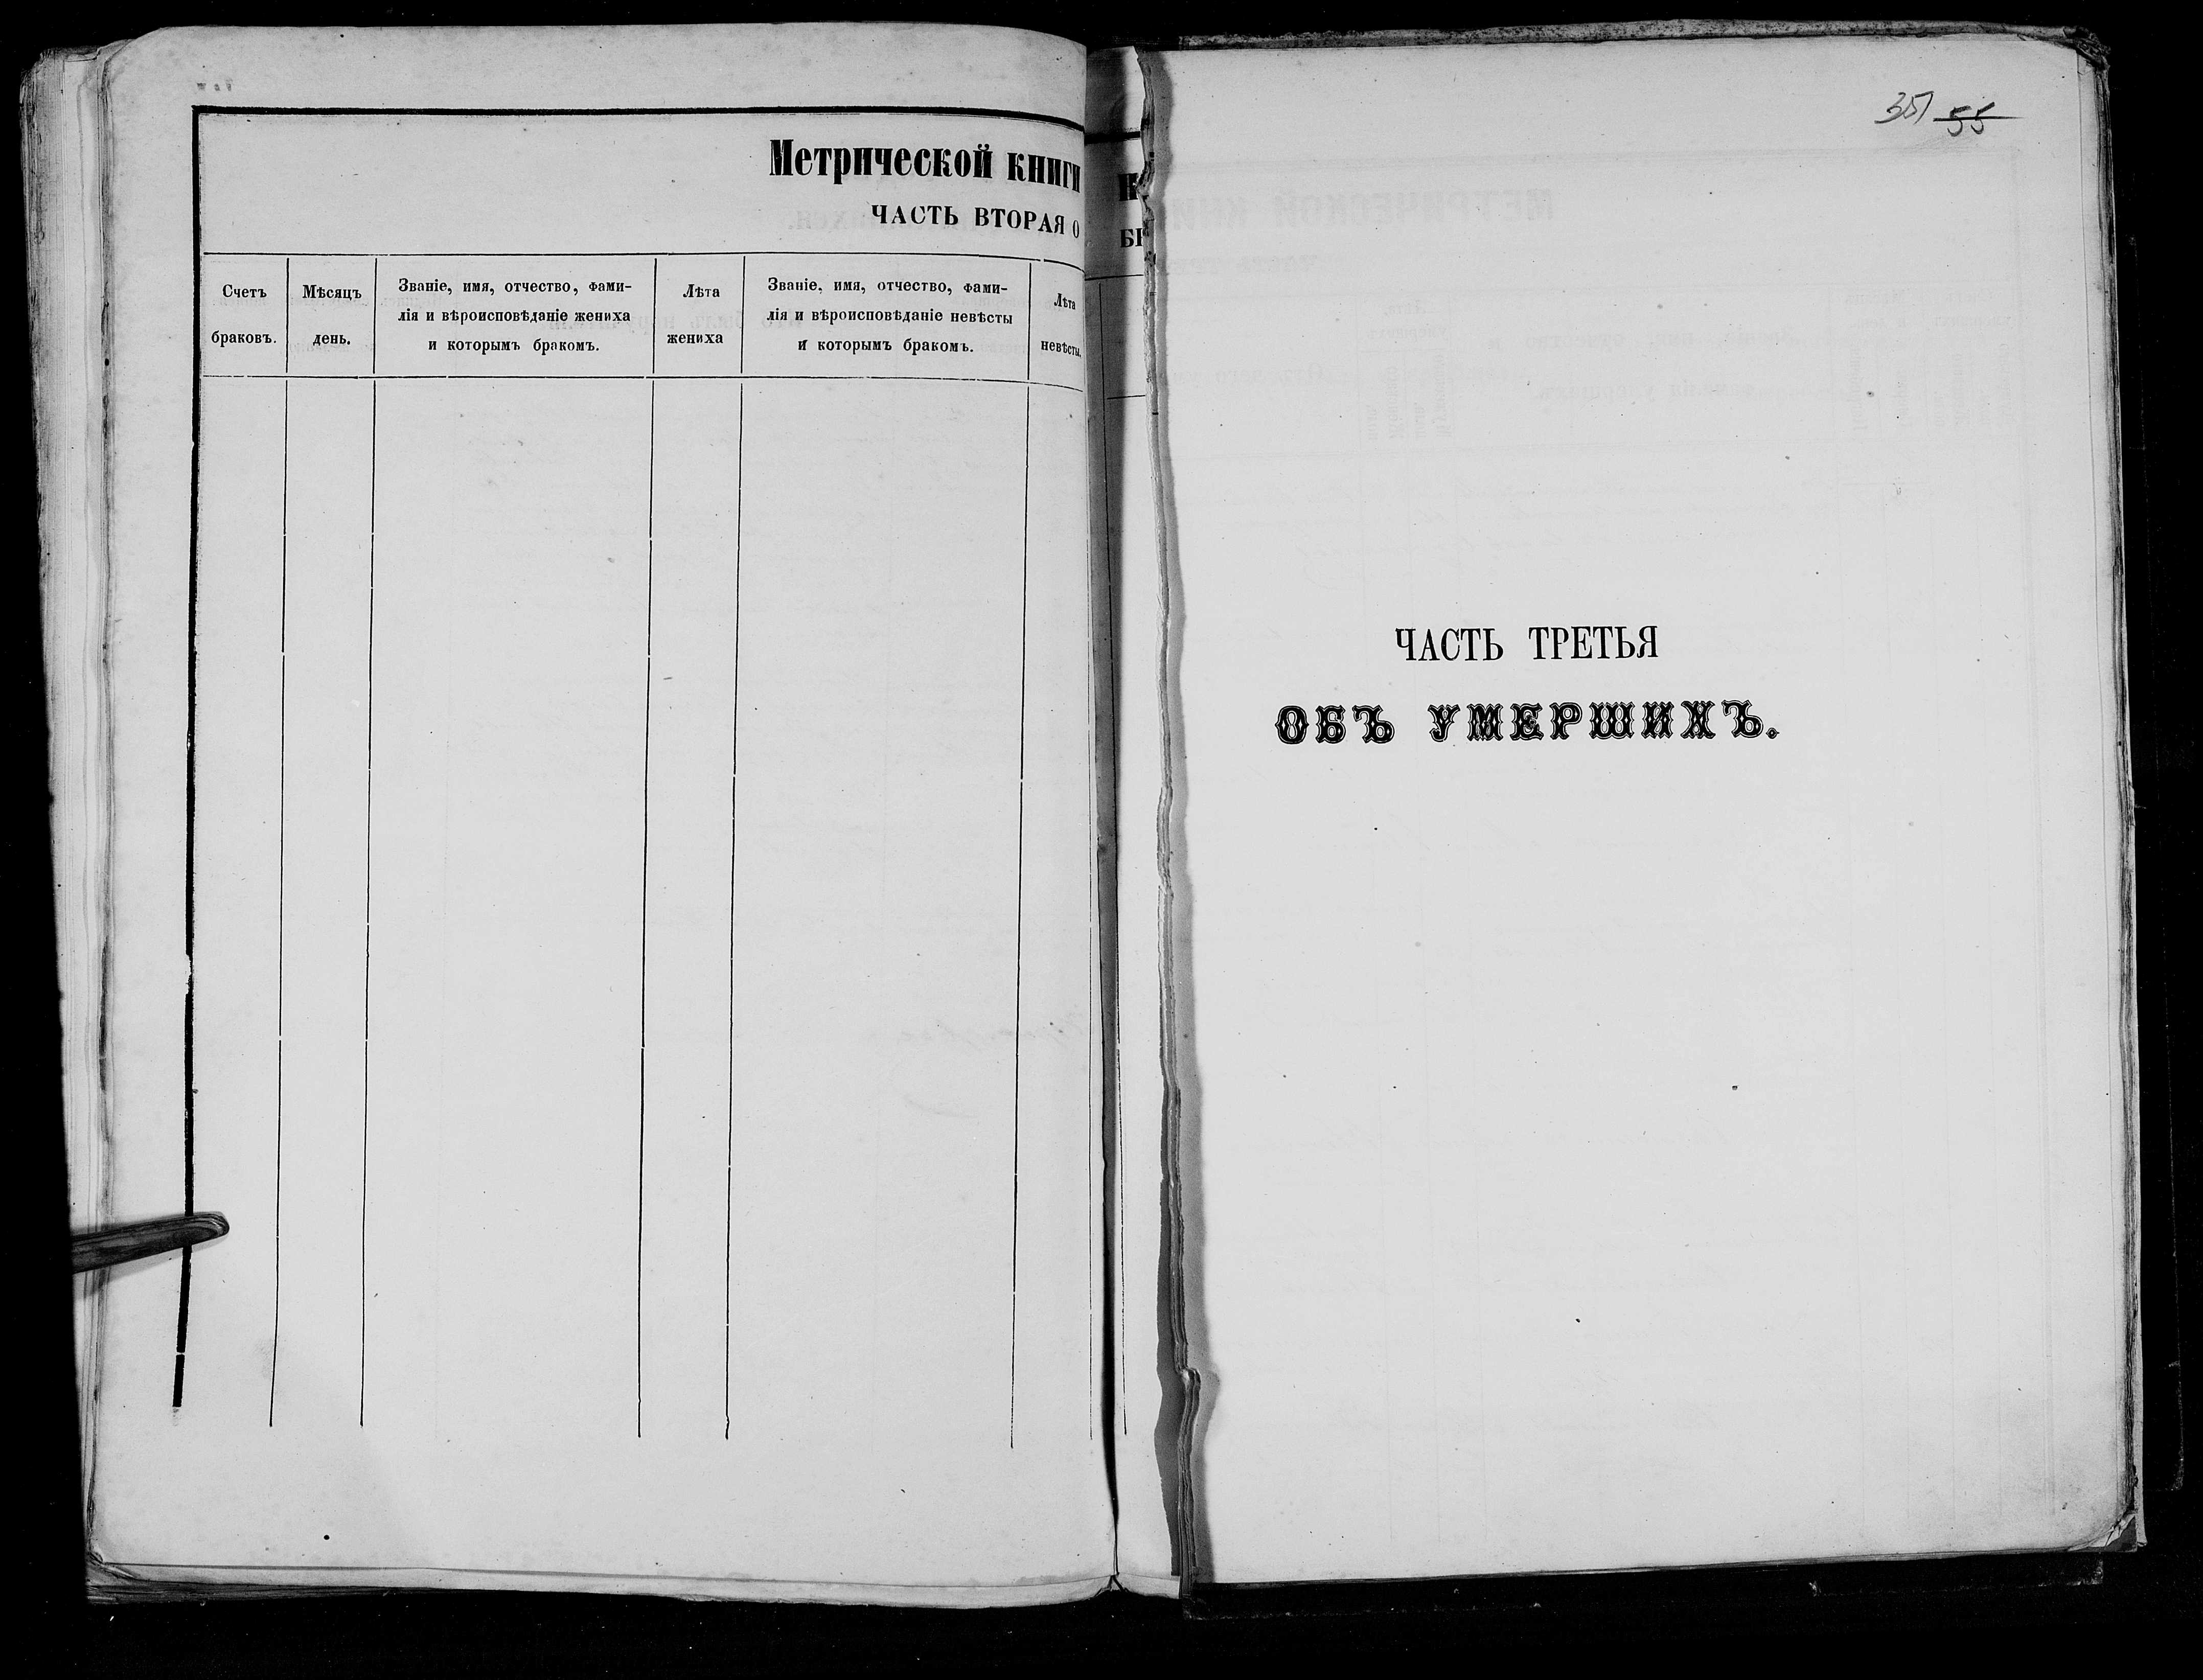 Метрической книги
ЧАСТЬ ВТОРАЯ О
Счетъ
браковъ.
Мѣсяцъ
день.
Званіе, имя, отчество, фами-
лія и вѣроисповѣданіе жениха
и которымъ бракомъ.
Лѣта
жениха
Званіе, имя, отчество, фами-
лія и вѣроисповѣданіе невѣсты
и которымъ бракомъ.
Лѣта
невѣсты.
55
ЧАСТЬ ТРЕТЬЯ
ОБЪ УМЕРШИХЪ.